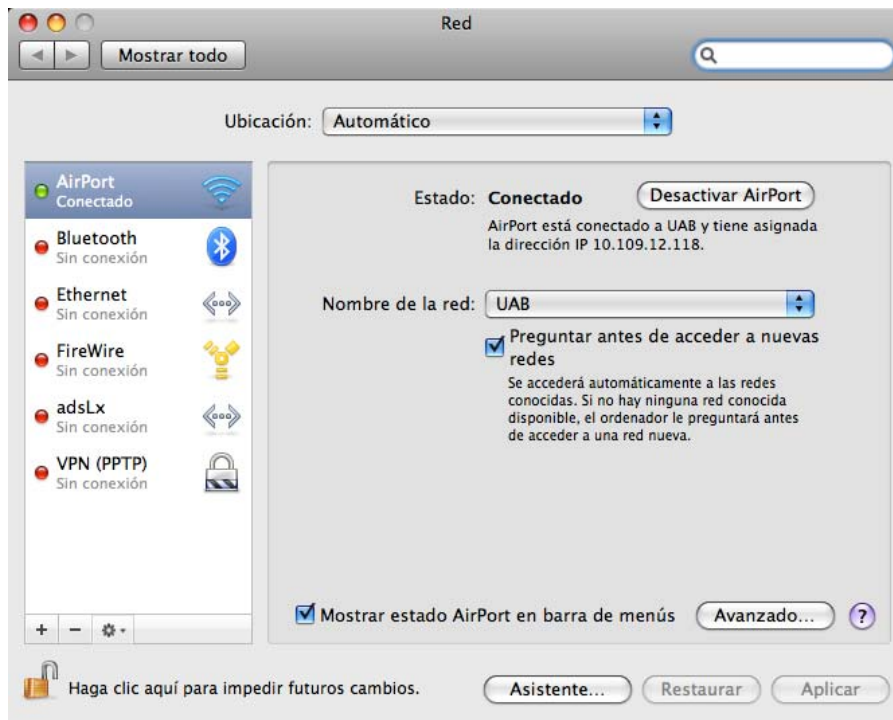 Red
Mostrar todo
Ubicación: Automático
AirPort
Conectado
Bluetooth
Sin conexión
Ethernet
Sin conexión
FireWire
Sin conexión
adsLx
Sin conexión
VPN (PPTP)
Sin conexión
Estado: Conectado Desactivar AirPort
AirPort está conectado a UAB y tiene asignada
la dirección IP 10.109.12.118.
Nombre de la red: UAB
Preguntar antes de acceder a nuevas
redes
Se accederá automáticamente a las redes
conocidas. Si no hay ninguna red conocida
disponible, el ordenador le preguntará antes
de acceder a una red nueva.
Mostrar estado AirPort en barra de menús Avanzado... ?
+ −
Haga clic aquí para impedir futuros cambios. Asistente... Restaurar Aplicar